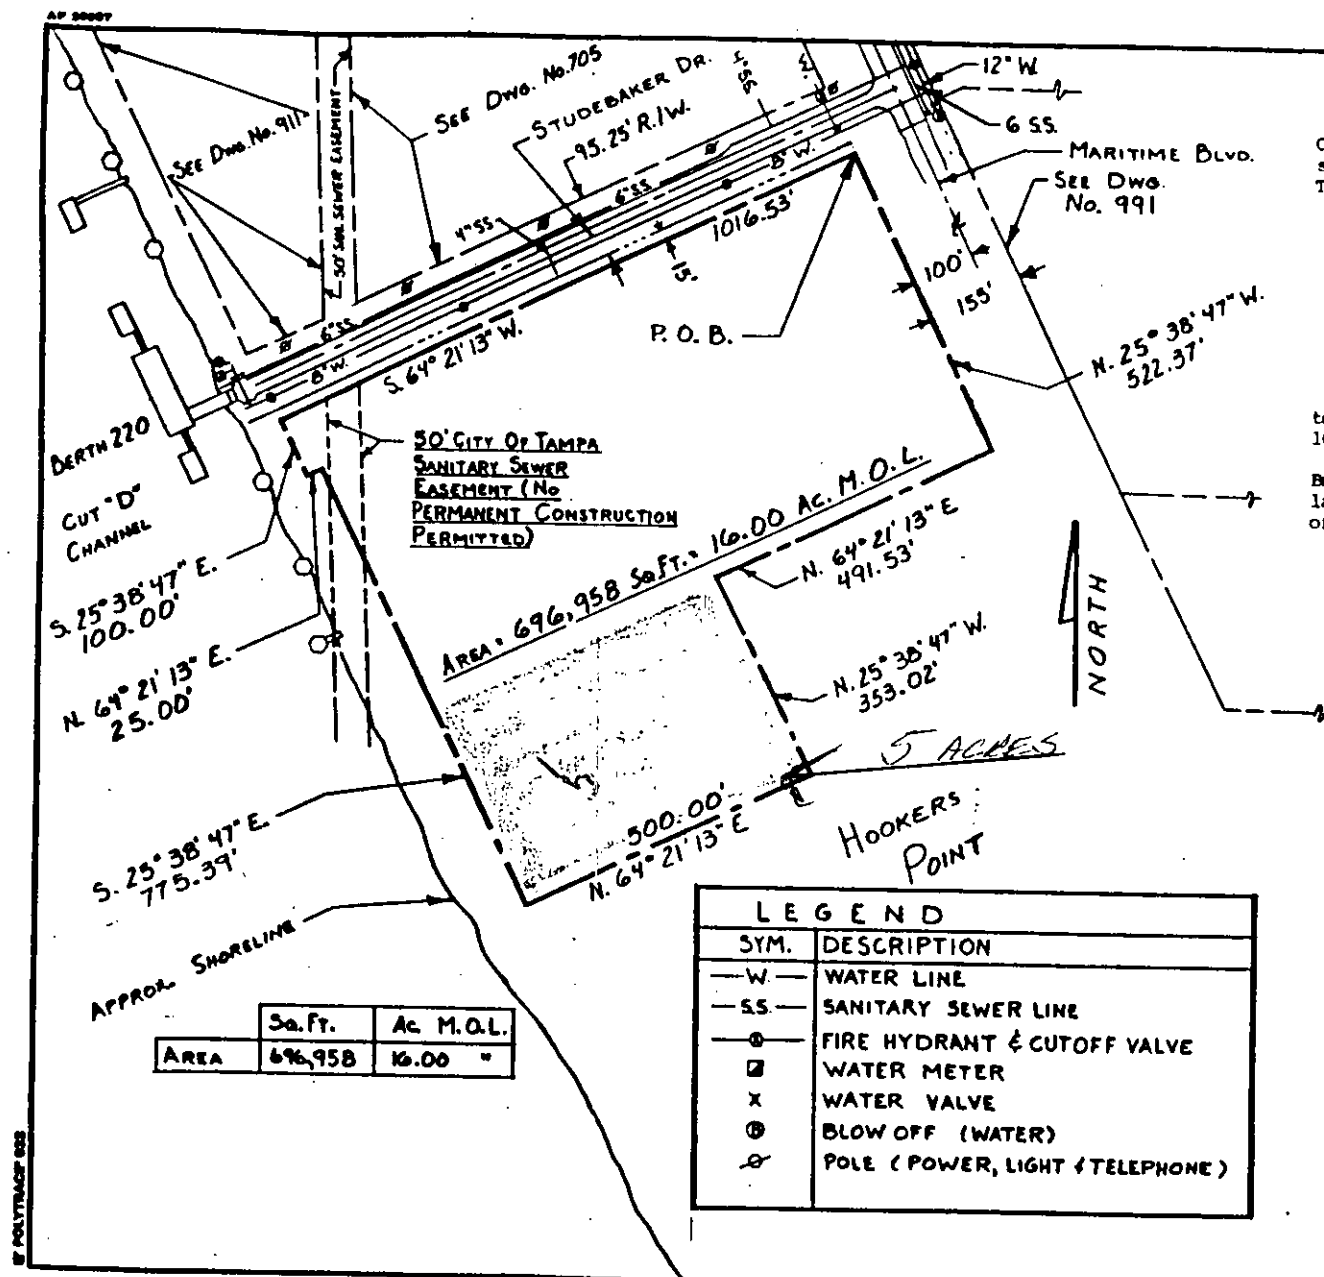 AP 20007
SEE DWG. No. 911
50' SAN. SEWER EASEMENT
SEE DWG. No. 705
STUDEBAKER DR.
95.25' R./W.
4" SS.
W.
12" W.
6 S.S.
MARITIME BLVD.
SEE DWG.
No. 991
6" SS.
8" W.
4" SS
1016.53'
15'
100'
155'
P. O. B.
N. 25° 38' 47" W.
522.37'
6" SS.
8" W.
S. 64° 21' 13" W.
BERTH 220
CUT "D"
CHANNEL
50' CITY OF TAMPA
SANITARY SEWER
EASEMENT (NO
PERMANENT CONSTRUCTION
PERMITTED)
S. 25° 38' 47" E.
100.00'
N. 64° 21' 13" E.
25.00'
AREA = 696,958 SQ.FT. = 16.00 AC. M.O.L.
N. 64° 21' 13" E
491.53'
NORTH
N. 25° 38' 47" W.
353.02'
5 ACRES
S. 25° 38' 47" E.
775.39'
500.00'
N. 64° 21' 13" E
HOOKERS
POINT
APPROX. SHORELINE
SQ. FT. AC M.O.L.
AREA 696,958 16.00 "
LEGEND
SYM. DESCRIPTION
W WATER LINE
S.S. SANITARY SEWER LINE
FIRE HYDRANT & CUTOFF VALVE
WATER METER
X WATER VALVE
B BLOW OFF (WATER)
POLE (POWER, LIGHT & TELEPHONE)
POLYTRACE